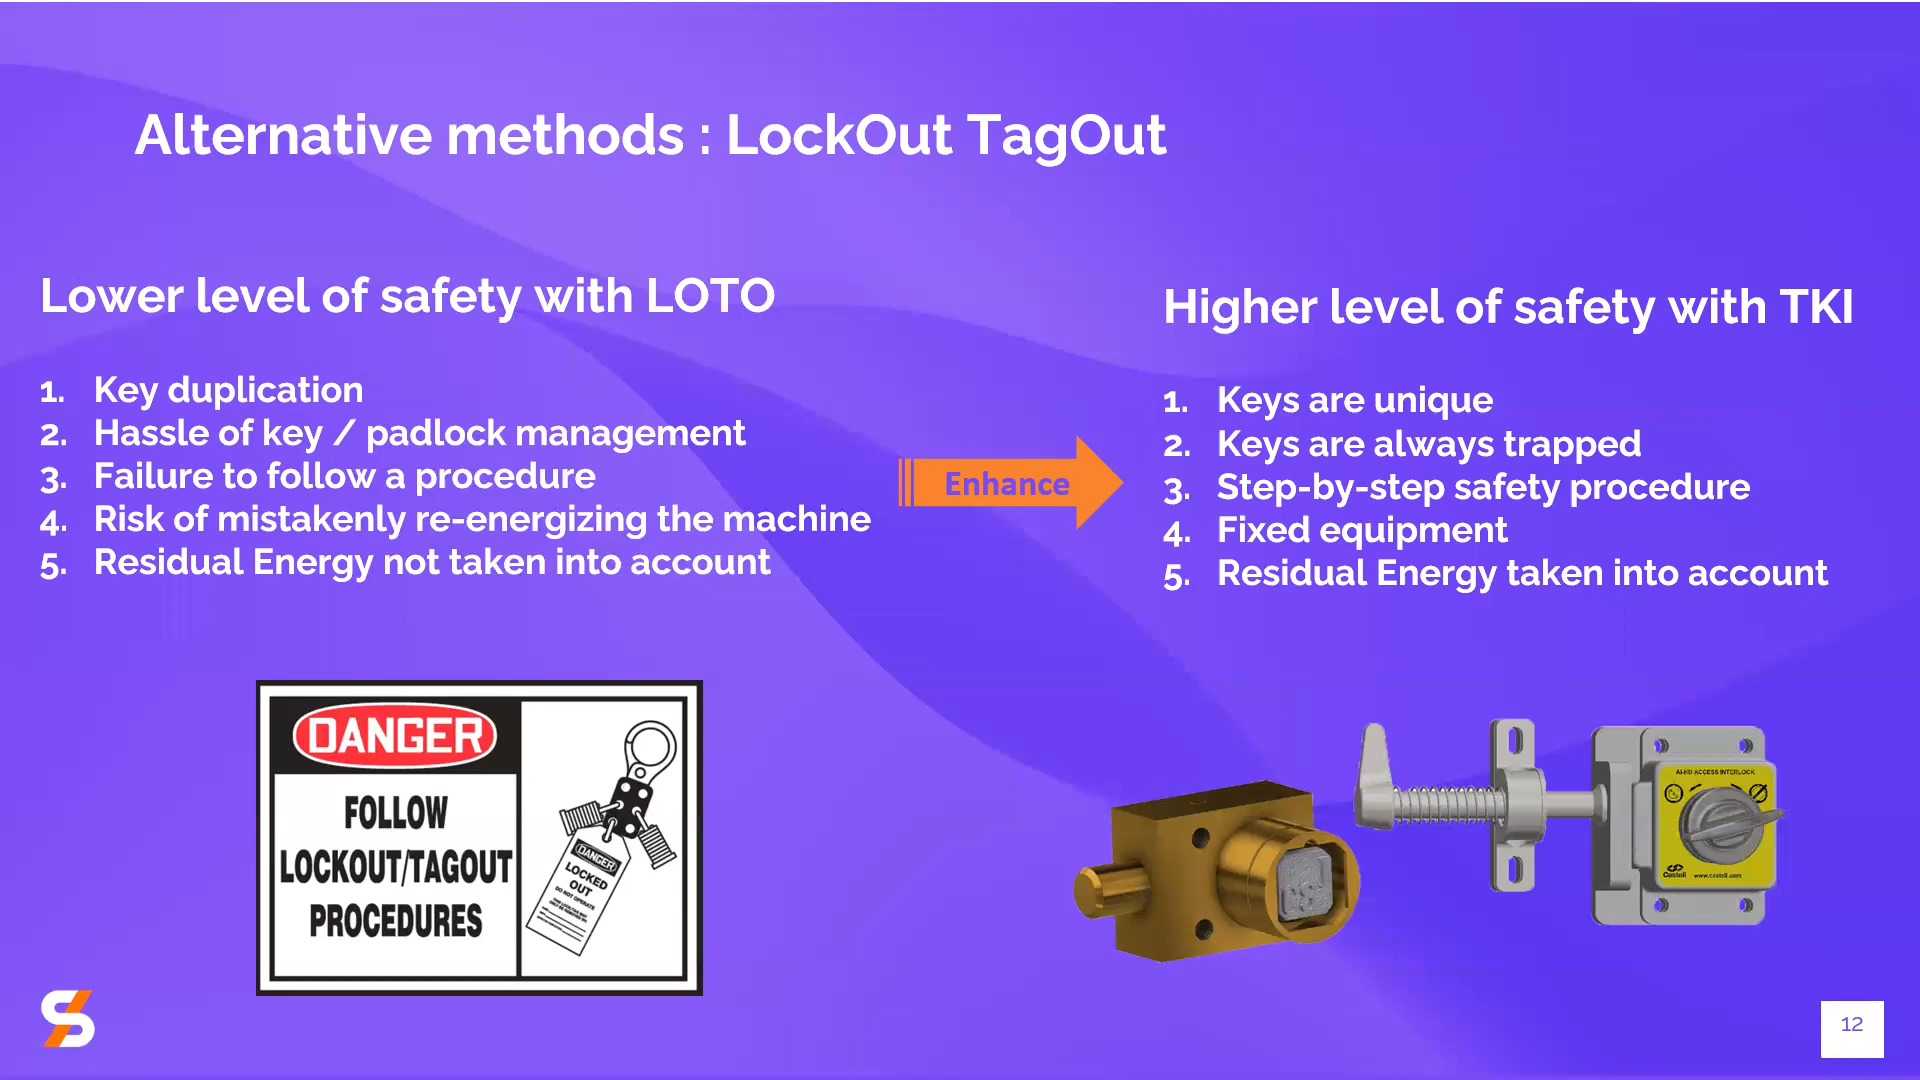 Alternative methods : LockOut TagOut
Lower level of safety with LOTO
1. Key duplication
2. Hassle of key / padlock management
3. Failure to follow a procedure
4. Risk of mistakenly re-energizing the machine
5. Residual Energy not taken into account
Enhance
Higher level of safety with TKI
1. Keys are unique
2. Keys are always trapped
3. Step-by-step safety procedure
4. Fixed equipment
5. Residual Energy taken into account
DANGER
FOLLOW
LOCKOUT/TAGOUT
PROCEDURES
DANGER
LOCKED
OUT
DO NOT OPERATE
AI-HD ACCESS INTERLOCK
Castell
www.castell.com
12